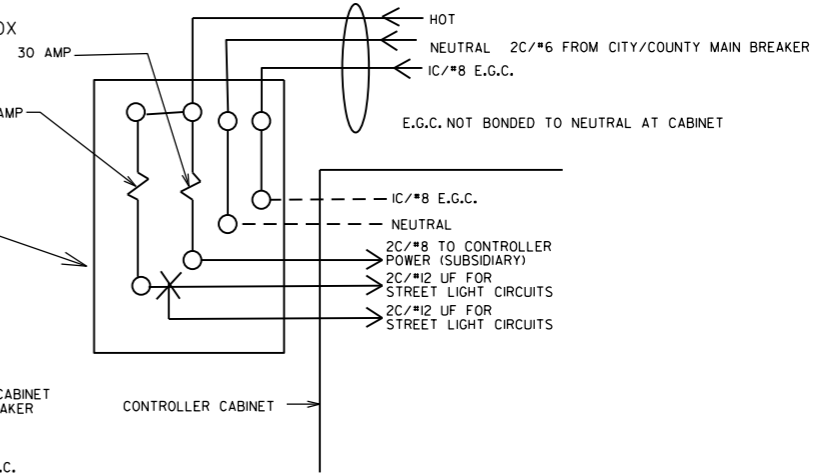 HOT
30 AMP
NEUTRAL 2C/#6 FROM CITY/COUNTY MAIN BREAKER
1C/#8 E.G.C.
E.G.C. NOT BONDED TO NEUTRAL AT CABINET
1C/#8 E.G.C.
NEUTRAL
2C/#8 TO CONTROLLER
POWER (SUBSIDIARY)
2C/#12 UF FOR
STREET LIGHT CIRCUITS
2C/#12 UF FOR
STREET LIGHT CIRCUITS
CABINET
CONTROLLER CABINET